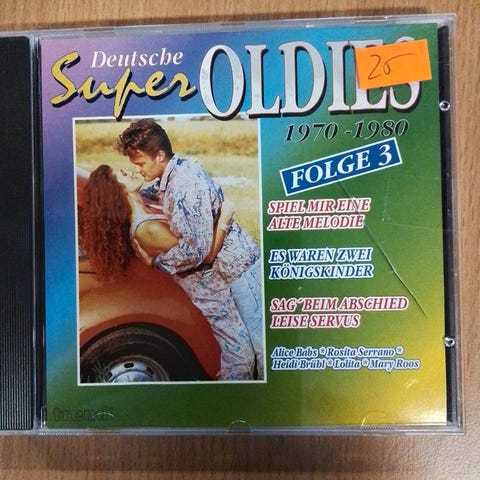 Deutsche
Super OLDIES
25
1970 - 1980
FOLGE 3
SPIEL MIR EINE
ALTE MELODIE
ES WAREN ZWEI
KÖNIGSKINDER
SAG´ BEIM ABSCHIED
LEISE SERVUS
Alice Babs * Rosita Serrano *
Heidi Brühl * Lolita * Mary Roos
trend